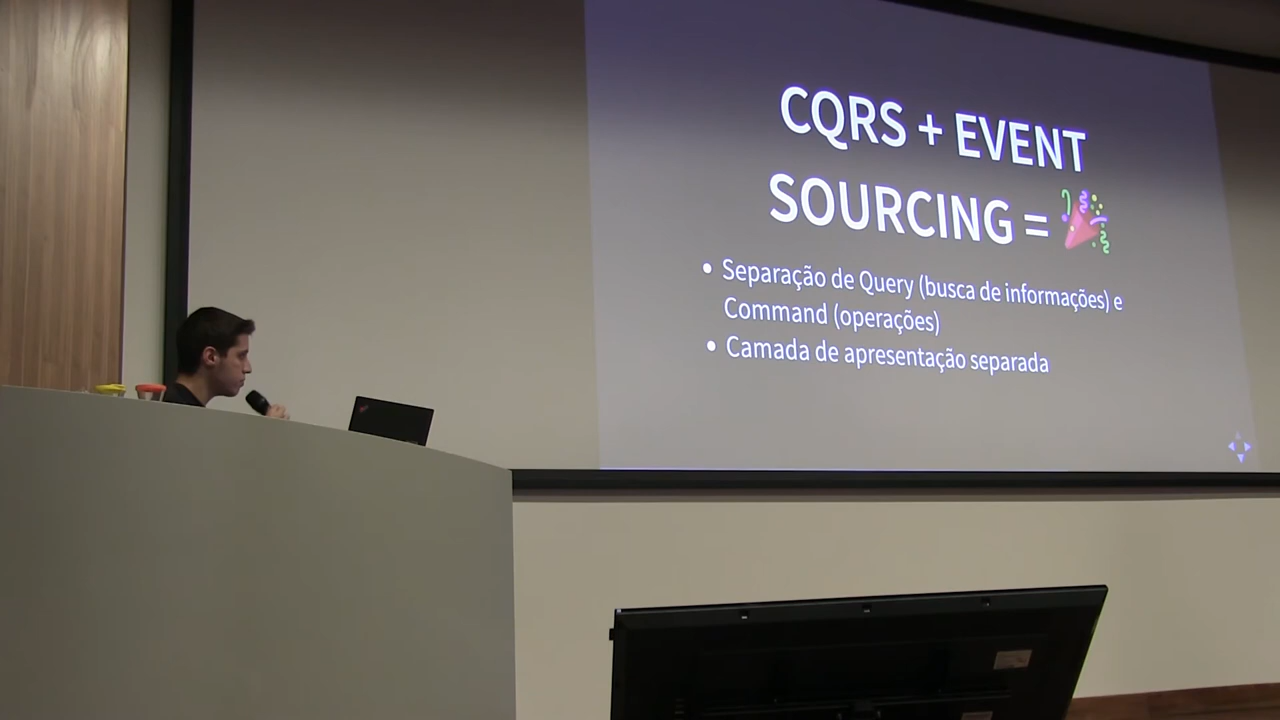 CQRS + EVENT
SOURCING = 🎉
• Separação de Query (busca de informações) e
Command (operações)
• Camada de apresentação separada